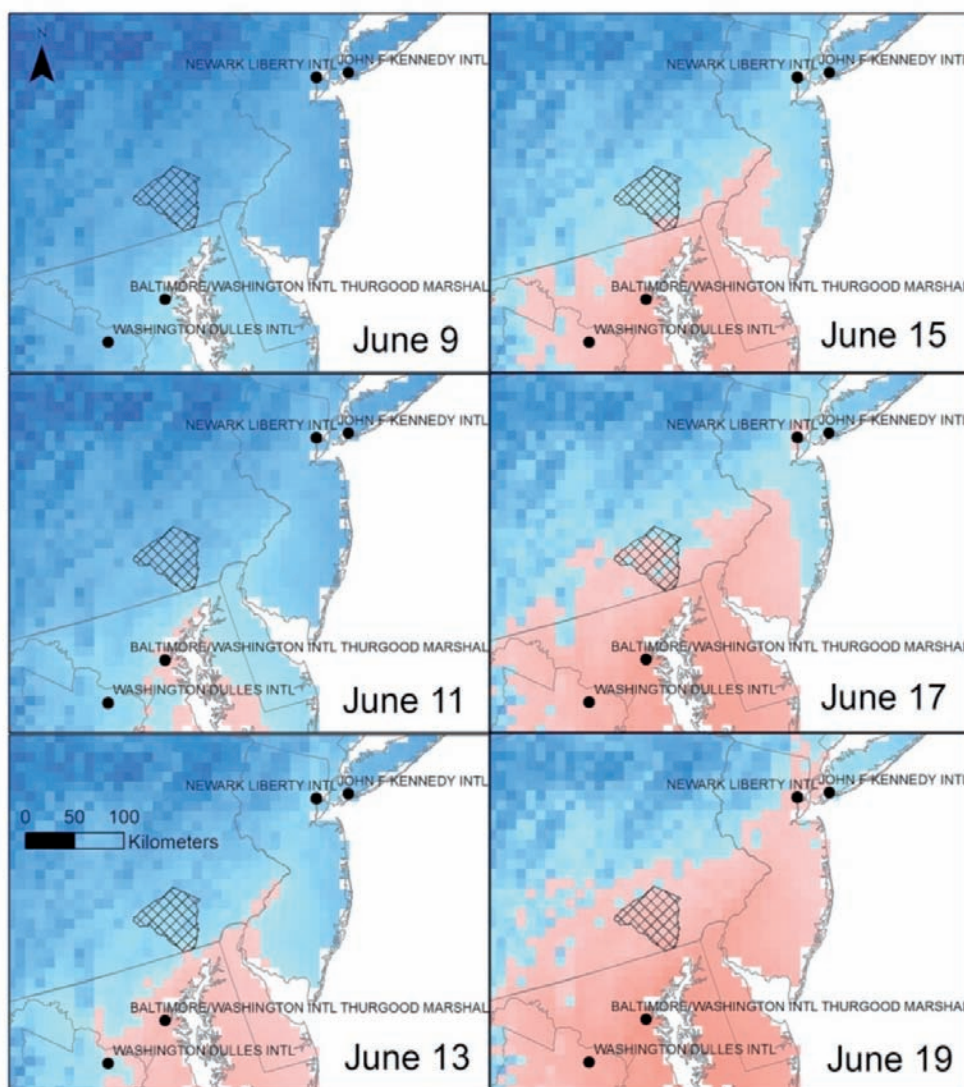 N
NEWARK LIBERTY INTL
JOHN F KENNEDY INTL
BALTIMORE/WASHINGTON INTL THURGOOD MARSHAL
WASHINGTON DULLES INTL
June 9
NEWARK LIBERTY INTL
JOHN F KENNEDY INTL
BALTIMORE/WASHINGTON INTL THURGOOD MARSHAL
WASHINGTON DULLES INTL
June 15
NEWARK LIBERTY INTL
JOHN F KENNEDY INTL
BALTIMORE/WASHINGTON INTL THURGOOD MARSHAL
WASHINGTON DULLES INTL
June 11
NEWARK LIBERTY INTL
JOHN F KENNEDY INTL
BALTIMORE/WASHINGTON INTL THURGOOD MARSHAL
WASHINGTON DULLES INTL
June 17
NEWARK LIBERTY INTL
JOHN F KENNEDY INTL
0 50 100
Kilometers
BALTIMORE/WASHINGTON INTL THURGOOD MARSHAL
WASHINGTON DULLES INTL
June 13
NEWARK LIBERTY INTL
JOHN F KENNEDY INTL
BALTIMORE/WASHINGTON INTL THURGOOD MARSHAL
WASHINGTON DULLES INTL
June 19